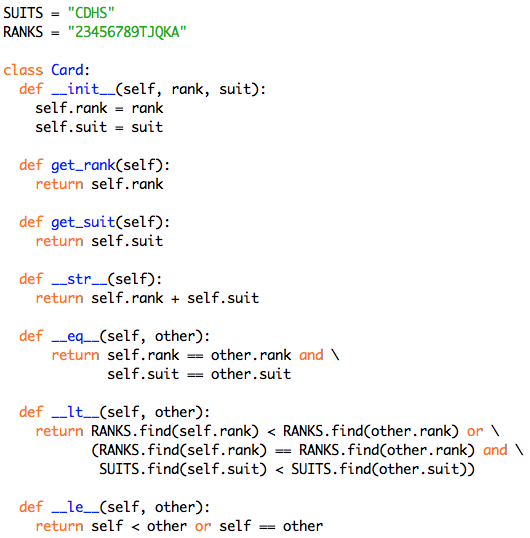 SUITS = "CDHS"
RANKS = "23456789TJQKA"

class Card:
  def __init__(self, rank, suit):
    self.rank = rank
    self.suit = suit

  def get_rank(self):
    return self.rank

  def get_suit(self):
    return self.suit

  def __str__(self):
    return self.rank + self.suit

  def __eq__(self, other):
      return self.rank == other.rank and \
             self.suit == other.suit

  def __lt__(self, other):
    return RANKS.find(self.rank) < RANKS.find(other.rank) or \
           (RANKS.find(self.rank) == RANKS.find(other.rank) and \
            SUITS.find(self.suit) < SUITS.find(other.suit))

  def __le__(self, other):
    return self < other or self == other